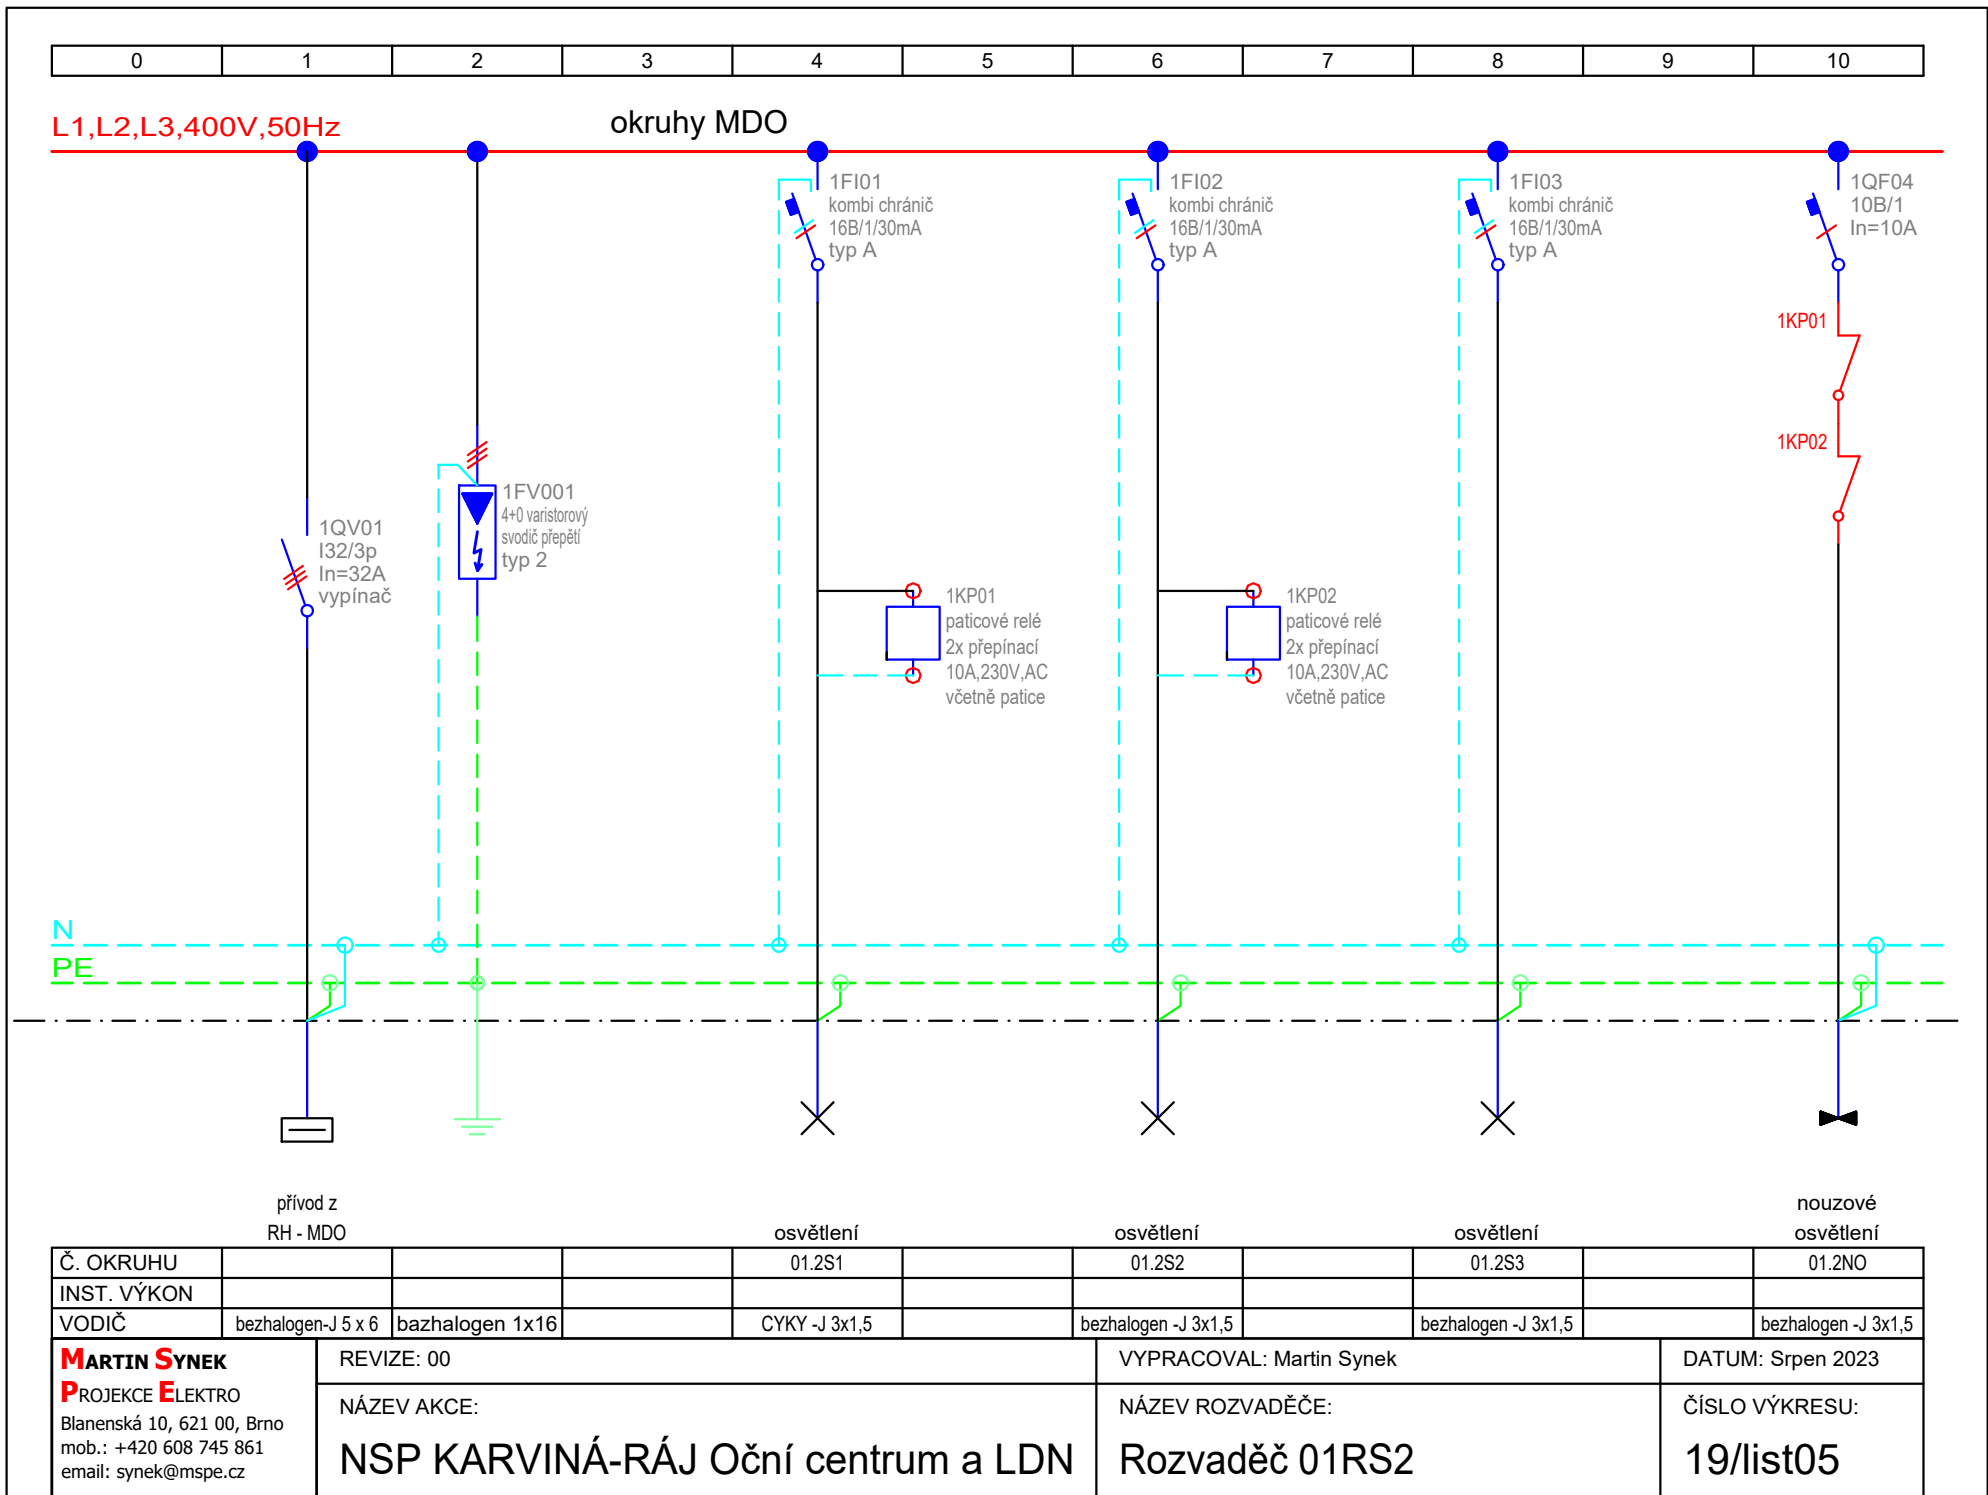 0 1 2 3 4 5 6 7 8 9 10
L1,L2,L3,400V,50Hz
okruhy MDO
1FI01
kombi chránič
16B/1/30mA
typ A
1FI02
kombi chránič
16B/1/30mA
typ A
1FI03
kombi chránič
16B/1/30mA
typ A
1QF04
10B/1
In=10A
1KP01
1KP02
1QV01
I32/3p
In=32A
vypínač
1FV001
4+0 varistorový
svodič přepětí
typ 2
1KP01
paticové relé
2x přepínací
10A,230V,AC
včetně patice
1KP02
paticové relé
2x přepínací
10A,230V,AC
včetně patice
N
PE
přívod z
RH - MDO
osvětlení
osvětlení
osvětlení
nouzové
osvětlení
Č. OKRUHU 01.2S1 01.2S2 01.2S3 01.2NO
INST. VÝKON
VODIČ bezhalogen-J 5 x 6 bazhalogen 1x16 CYKY -J 3x1,5 bezhalogen -J 3x1,5 bezhalogen -J 3x1,5 bezhalogen -J 3x1,5
MARTIN SYNEK
PROJEKCE ELEKTRO
Blanenská 10, 621 00, Brno
mob.: +420 608 745 861
email: synek@mspe.cz
REVIZE: 00
VYPRACOVAL: Martin Synek
DATUM: Srpen 2023
NÁZEV AKCE:
NSP KARVINÁ-RÁJ Oční centrum a LDN
NÁZEV ROZVADĚČE:
Rozvaděč 01RS2
ČÍSLO VÝKRESU:
19/list05